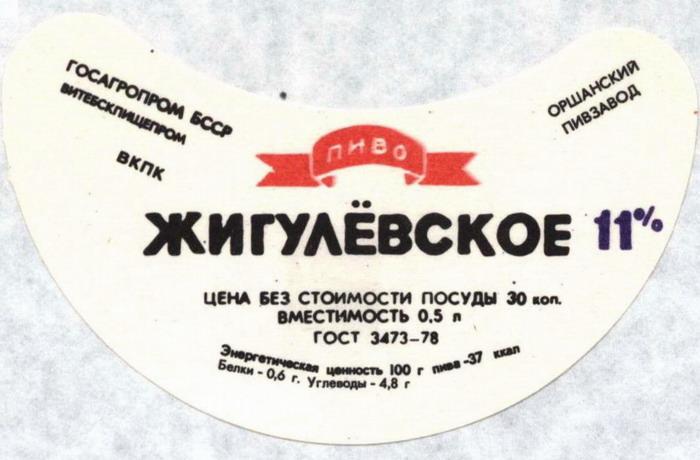 ГОСАГРОПРОМ БССР
ВИТЕБСКПИЩЕПРОМ
ВКПК
ОРШАНСКИЙ
ПИВЗАВОД
ПИВО
ЖИГУЛЁВСКОЕ 11%
ЦЕНА БЕЗ СТОИМОСТИ ПОСУДЫ 30 коп.
ВМЕСТИМОСТЬ 0,5 л
ГОСТ 3473-78
Энергетическая ценность 100 г пива -37 ккал
Белки - 0,6 г. Углеводы - 4,8 г